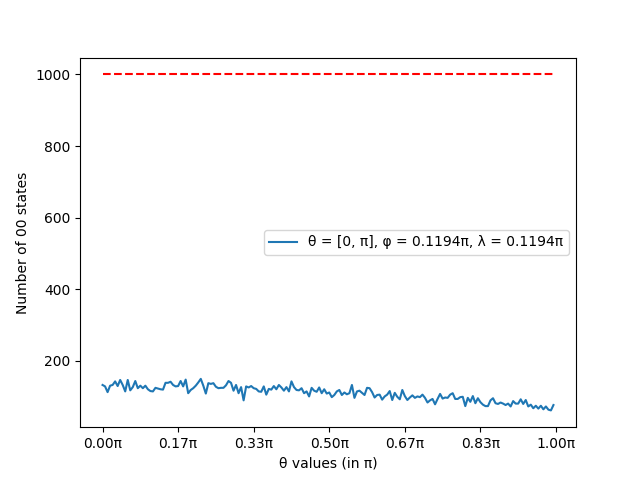 1000
800
600
400
200
Number of 00 states
θ = [0, π], φ = 0.1194π, λ = 0.1194π
0.00π 0.17π 0.33π 0.50π 0.67π 0.83π 1.00π
θ values (in π)